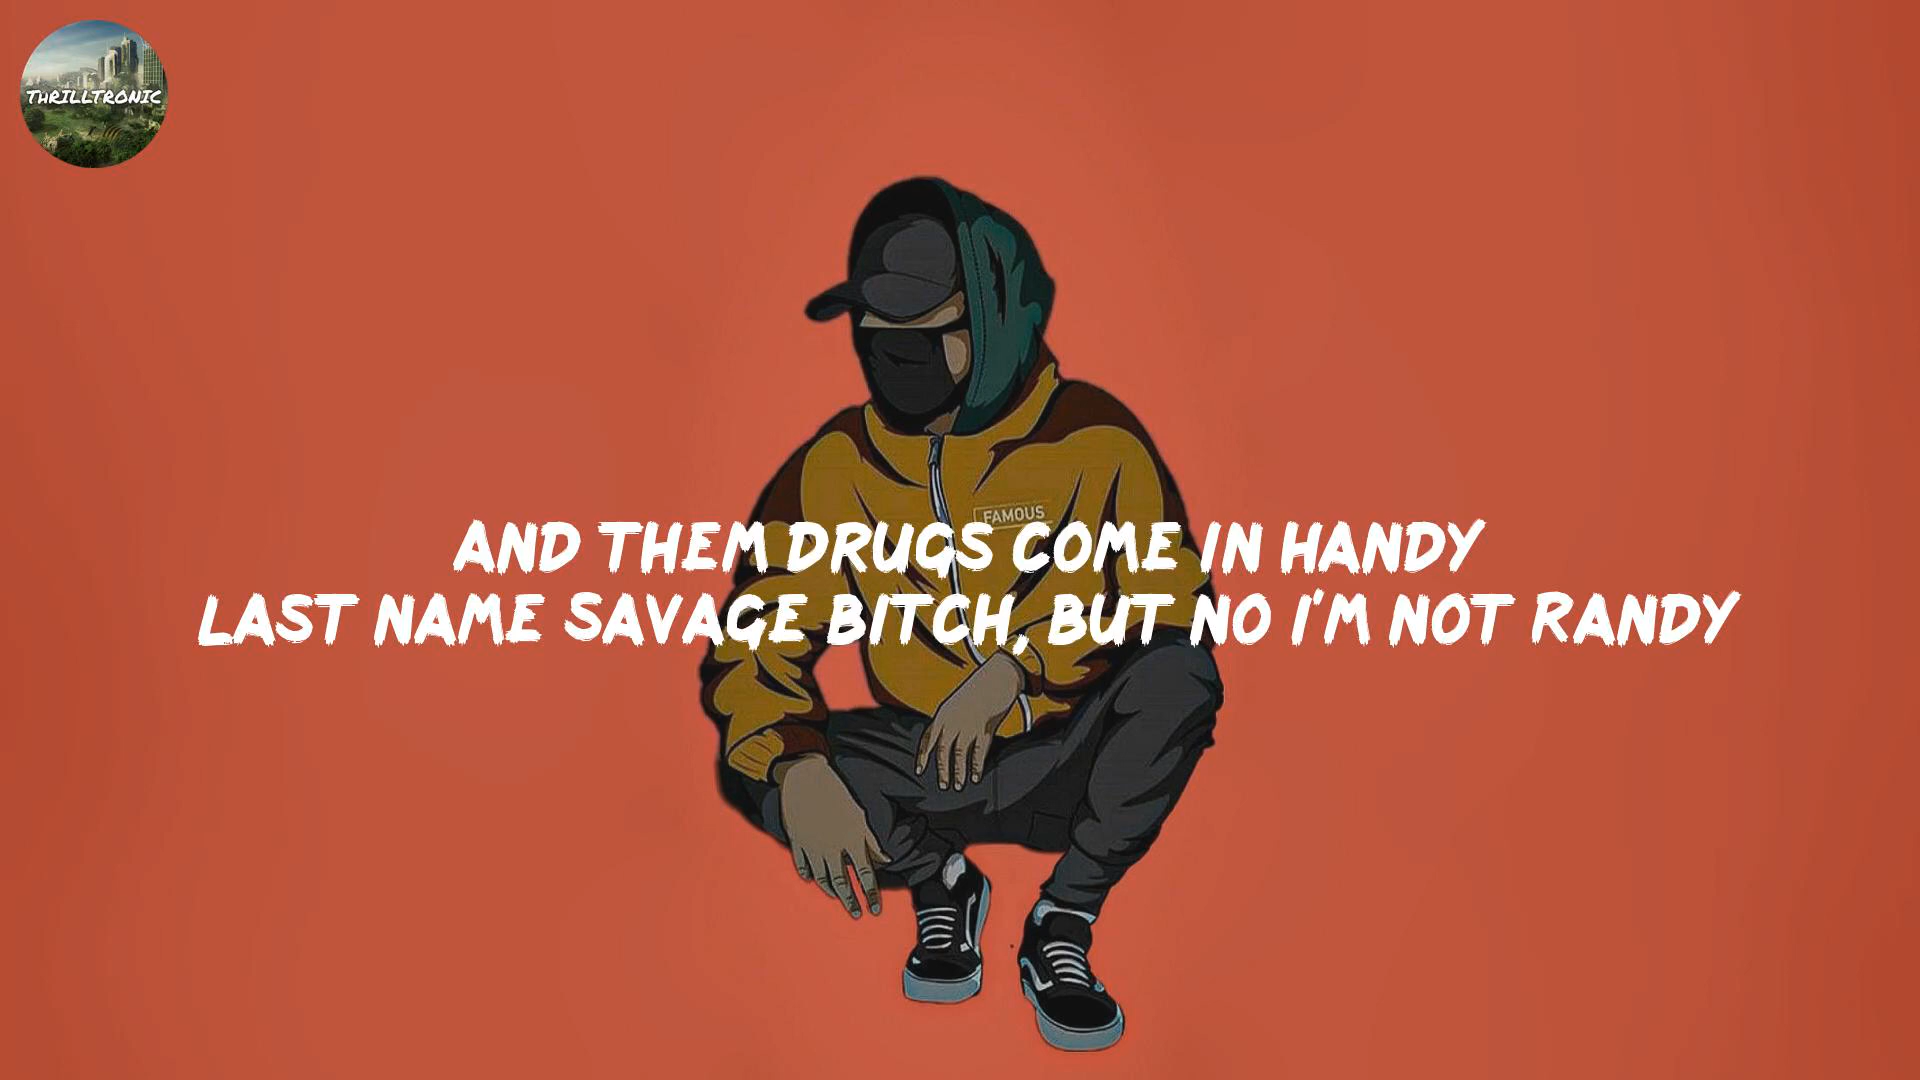 THRILLTRONIC
FAMOUS
AND THEM DRUGS COME IN HANDY
LAST NAME SAVAGE BITCH, BUT NO I'M NOT RANDY